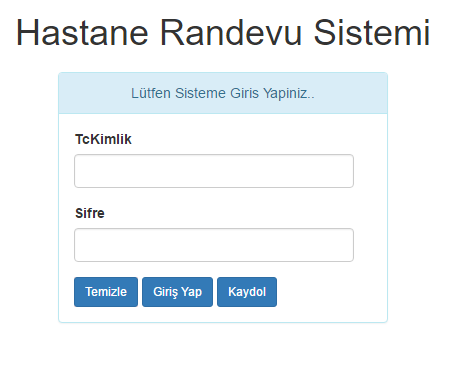 Hastane Randevu Sistemi
Lütfen Sisteme Giris Yapiniz..
TcKimlik
Sifre
Temizle Giriş Yap Kaydol